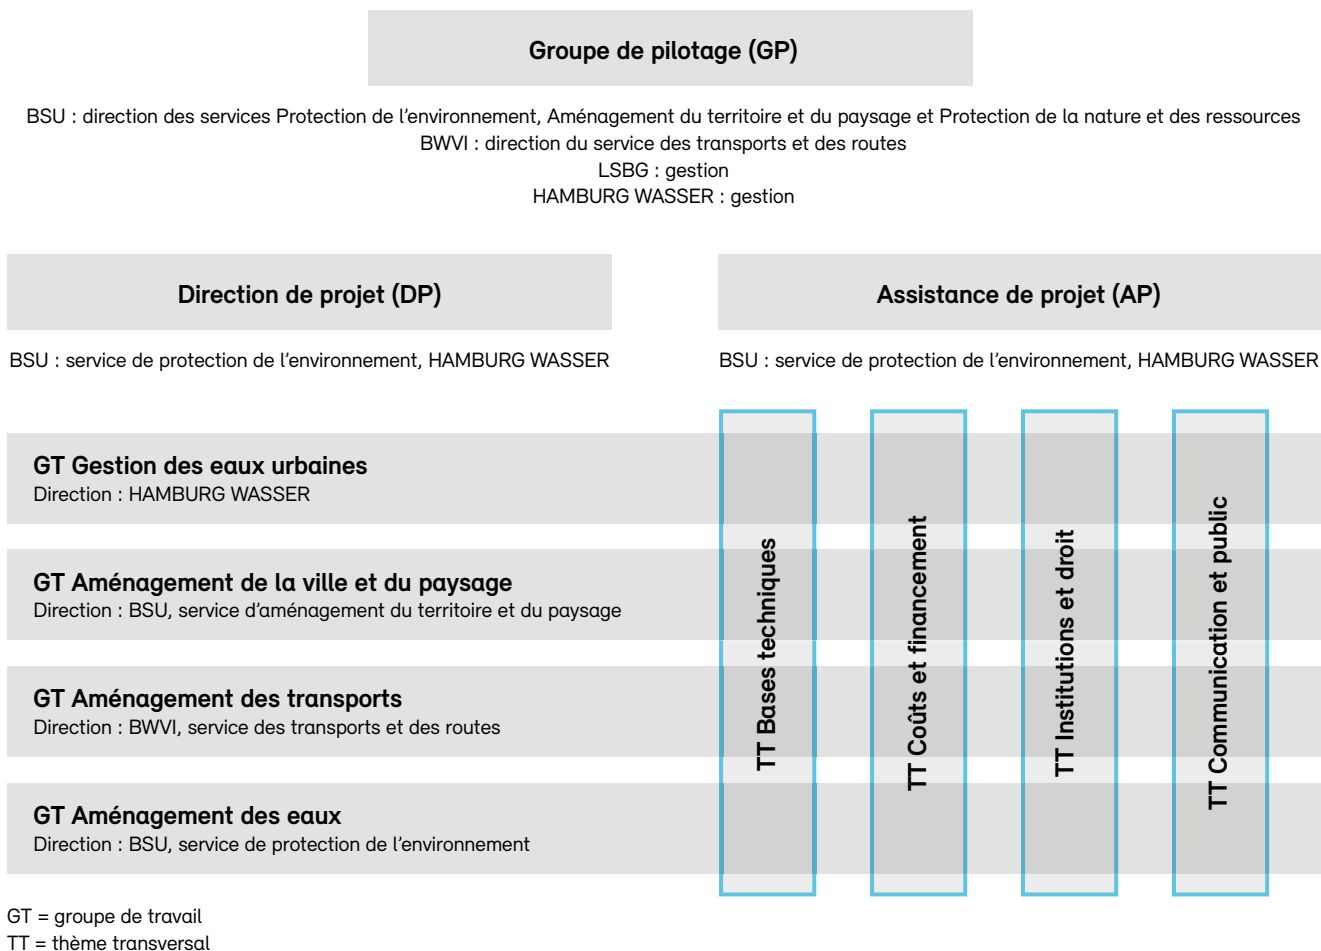 Groupe de pilotage (GP)
BSU : direction des services Protection de l’environnement, Aménagement du territoire et du paysage et Protection de la nature et des ressources
BWVI : direction du service des transports et des routes
LSBG : gestion
HAMBURG WASSER : gestion
Direction de projet (DP)
BSU : service de protection de l’environnement, HAMBURG WASSER
Assistance de projet (AP)
BSU : service de protection de l’environnement, HAMBURG WASSER
GT Gestion des eaux urbaines
Direction : HAMBURG WASSER
GT Aménagement de la ville et du paysage
Direction : BSU, service d’aménagement du territoire et du paysage
GT Aménagement des transports
Direction : BWVI, service des transports et des routes
GT Aménagement des eaux
Direction : BSU, service de protection de l’environnement
TT Bases techniques
TT Coûts et financement
TT Institutions et droit
TT Communication et public
GT = groupe de travail
TT = thème transversal